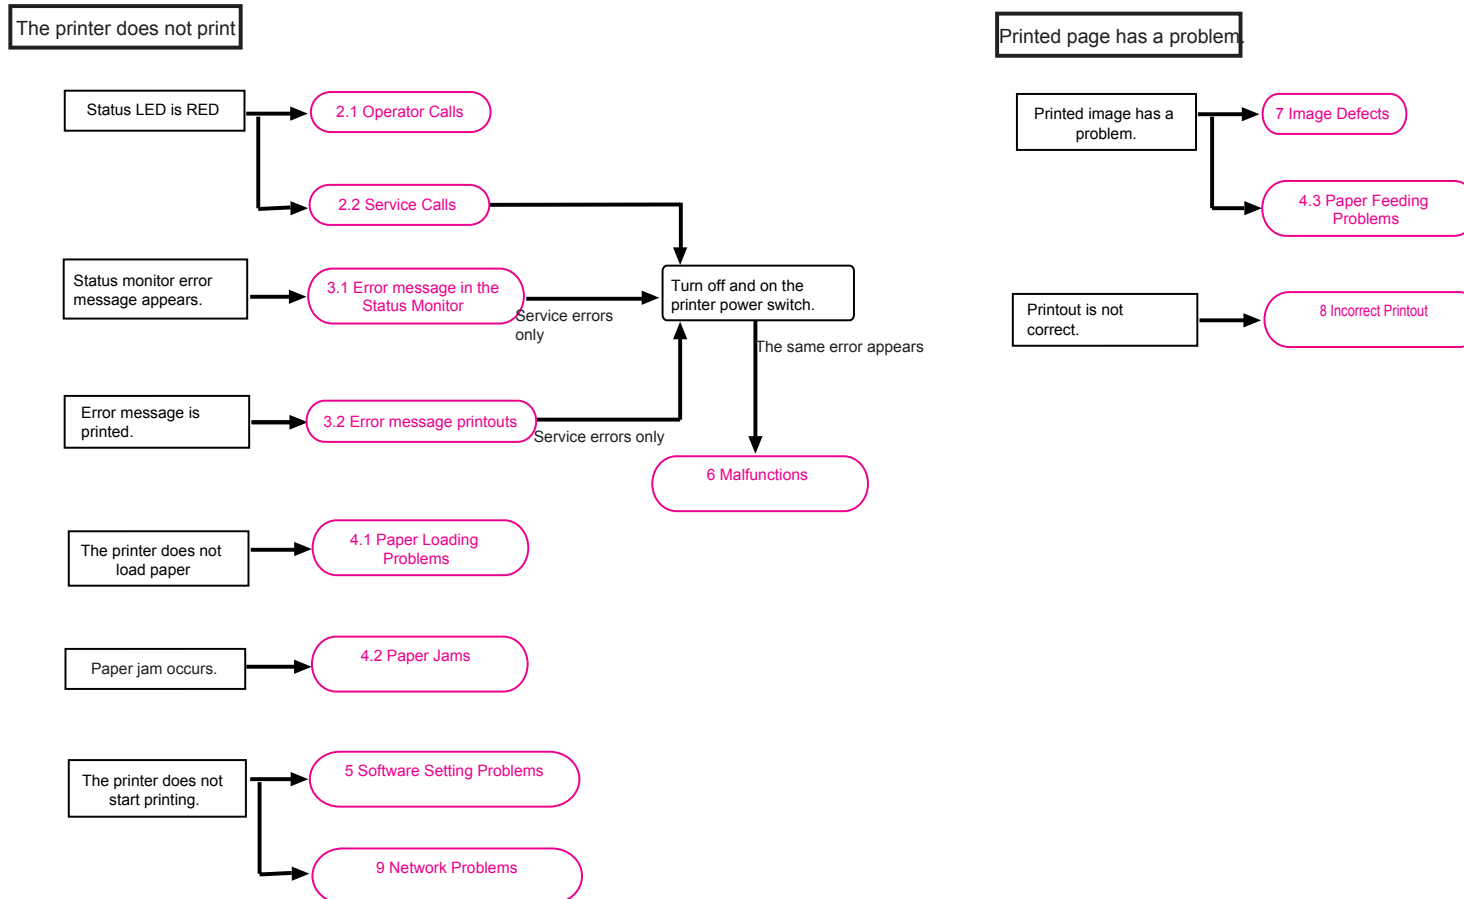 The printer does not print
Status LED is RED
2.1 Operator Calls
2.2 Service Calls
Status monitor error
message appears.
3.1 Error message in the
Status Monitor
Service errors
only
Turn off and on the
printer power switch.
The same error appears
Error message is
printed.
3.2 Error message printouts
Service errors only
6 Malfunctions
The printer does not
load paper
4.1 Paper Loading
Problems
Paper jam occurs.
4.2 Paper Jams
The printer does not
start printing.
5 Software Setting Problems
9 Network Problems
Printed page has a problem.
Printed image has a
problem.
7 Image Defects
4.3 Paper Feeding
Problems
Printout is not
correct.
8 Incorrect Printout